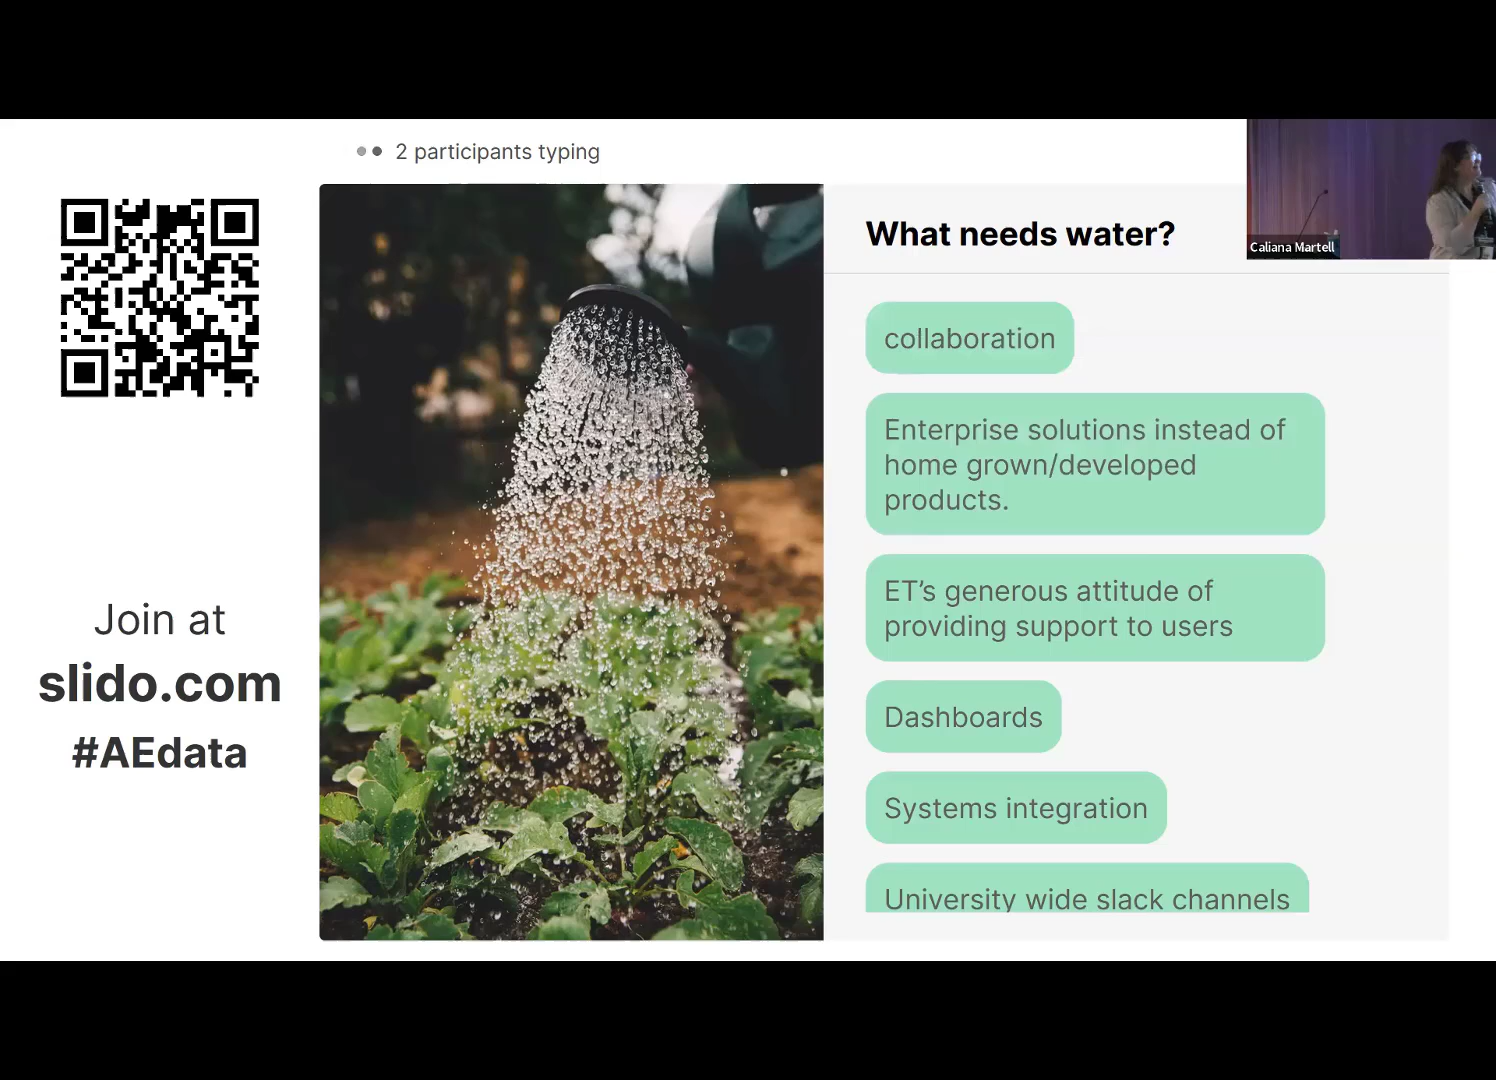 2 participants typing
Join at
slido.com
#AEdata
What needs water?
collaboration
Enterprise solutions instead of
home grown/developed
products.
ET’s generous attitude of
providing support to users
Dashboards
Systems integration
University wide slack channels
Caliana Martell